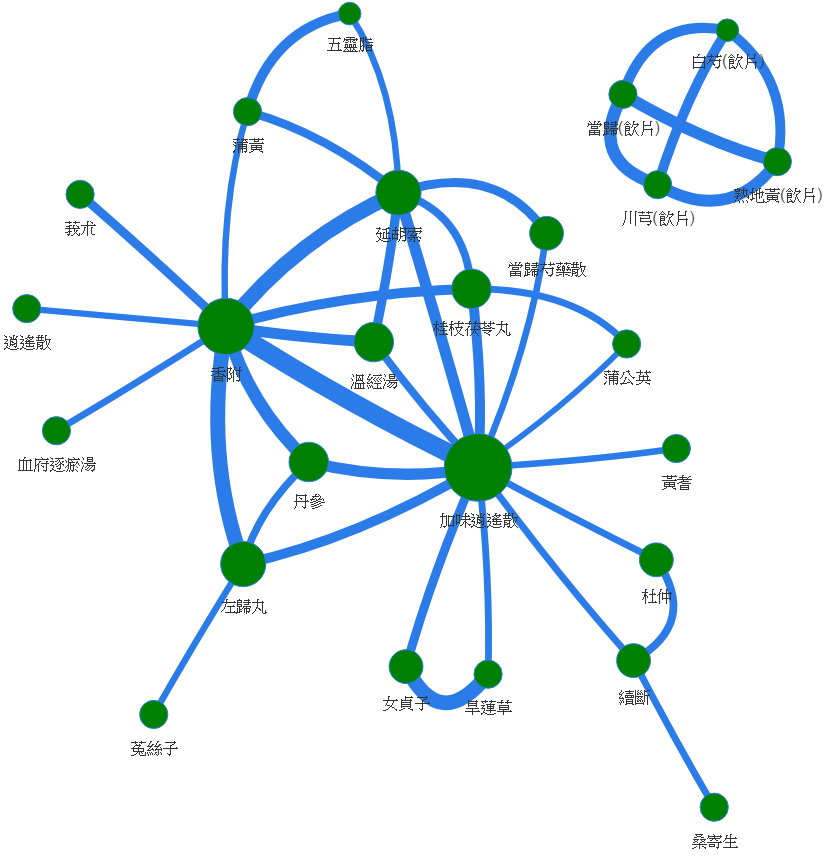 五靈脂
白芍(飲片)
當歸(飲片)
蒲黃
熟地黃(飲片)
川芎(飲片)
莪朮
延胡索
當歸芍藥散
桂枝茯苓丸
逍遙散
香附
溫經湯
蒲公英
血府逐瘀湯
黃耆
丹參
加味逍遙散
杜仲
左歸丸
續斷
女貞子
旱蓮草
菟絲子
桑寄生